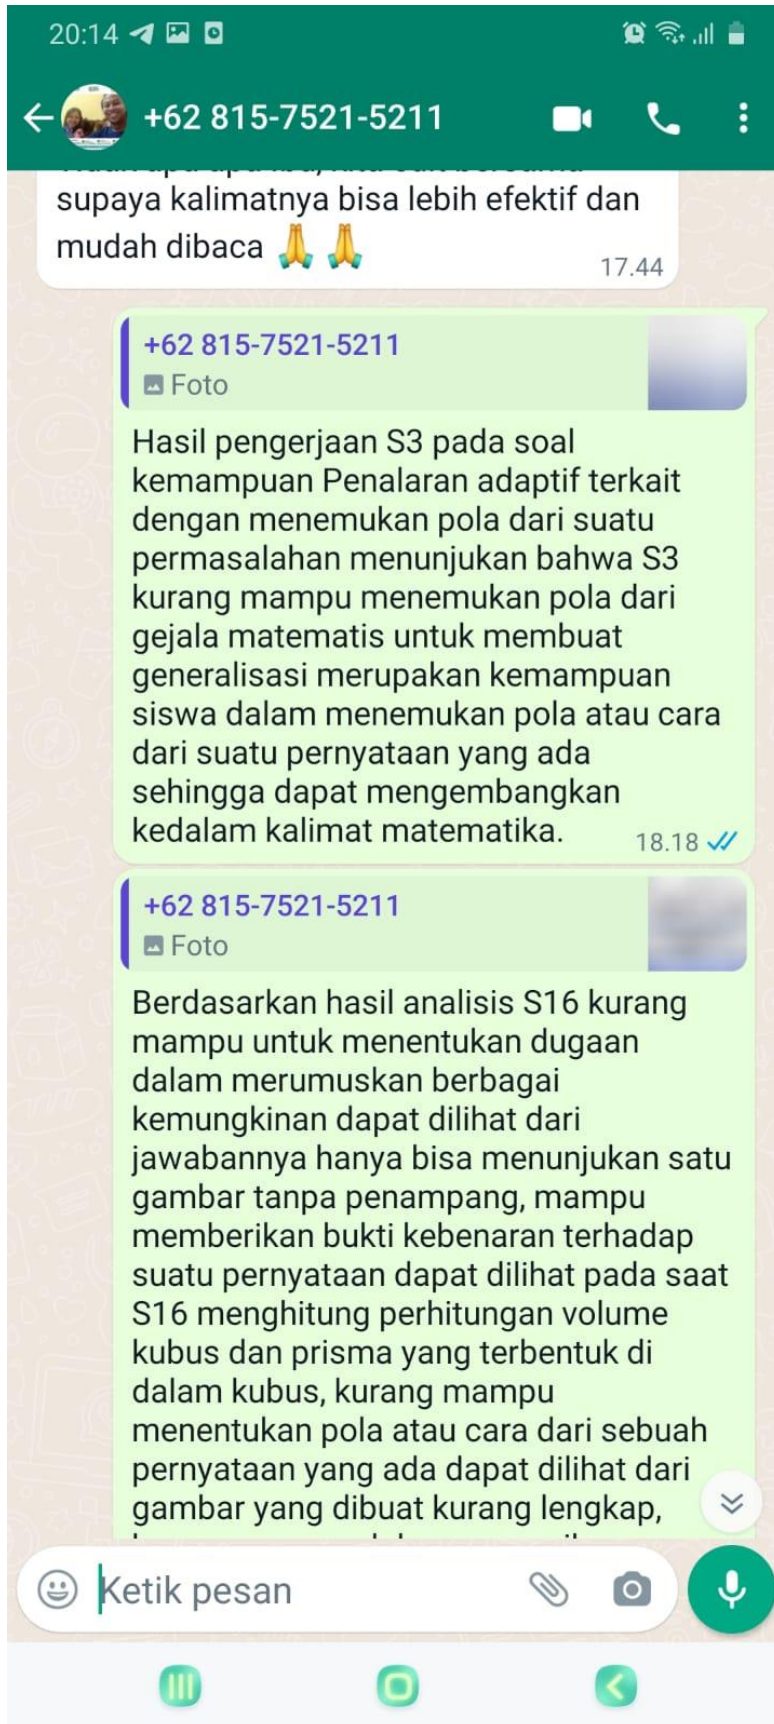 20:14
+62 815-7521-5211
supaya kalimatnya bisa lebih efektif dan
mudah dibaca 🙏 🙏
17.44
+62 815-7521-5211
Foto
Hasil pengerjaan S3 pada soal
kemampuan Penalaran adaptif terkait
dengan menemukan pola dari suatu
permasalahan menunjukan bahwa S3
kurang mampu menemukan pola dari
gejala matematis untuk membuat
generalisasi merupakan kemampuan
siswa dalam menemukan pola atau cara
dari suatu pernyataan yang ada
sehingga dapat mengembangkan
kedalam kalimat matematika.
18.18
+62 815-7521-5211
Foto
Berdasarkan hasil analisis S16 kurang
mampu untuk menentukan dugaan
dalam merumuskan berbagai
kemungkinan dapat dilihat dari
jawabannya hanya bisa menunjukan satu
gambar tanpa penampang, mampu
memberikan bukti kebenaran terhadap
suatu pernyataan dapat dilihat pada saat
S16 menghitung perhitungan volume
kubus dan prisma yang terbentuk di
dalam kubus, kurang mampu
menentukan pola atau cara dari sebuah
pernyataan yang ada dapat dilihat dari
gambar yang dibuat kurang lengkap,
Ketik pesan